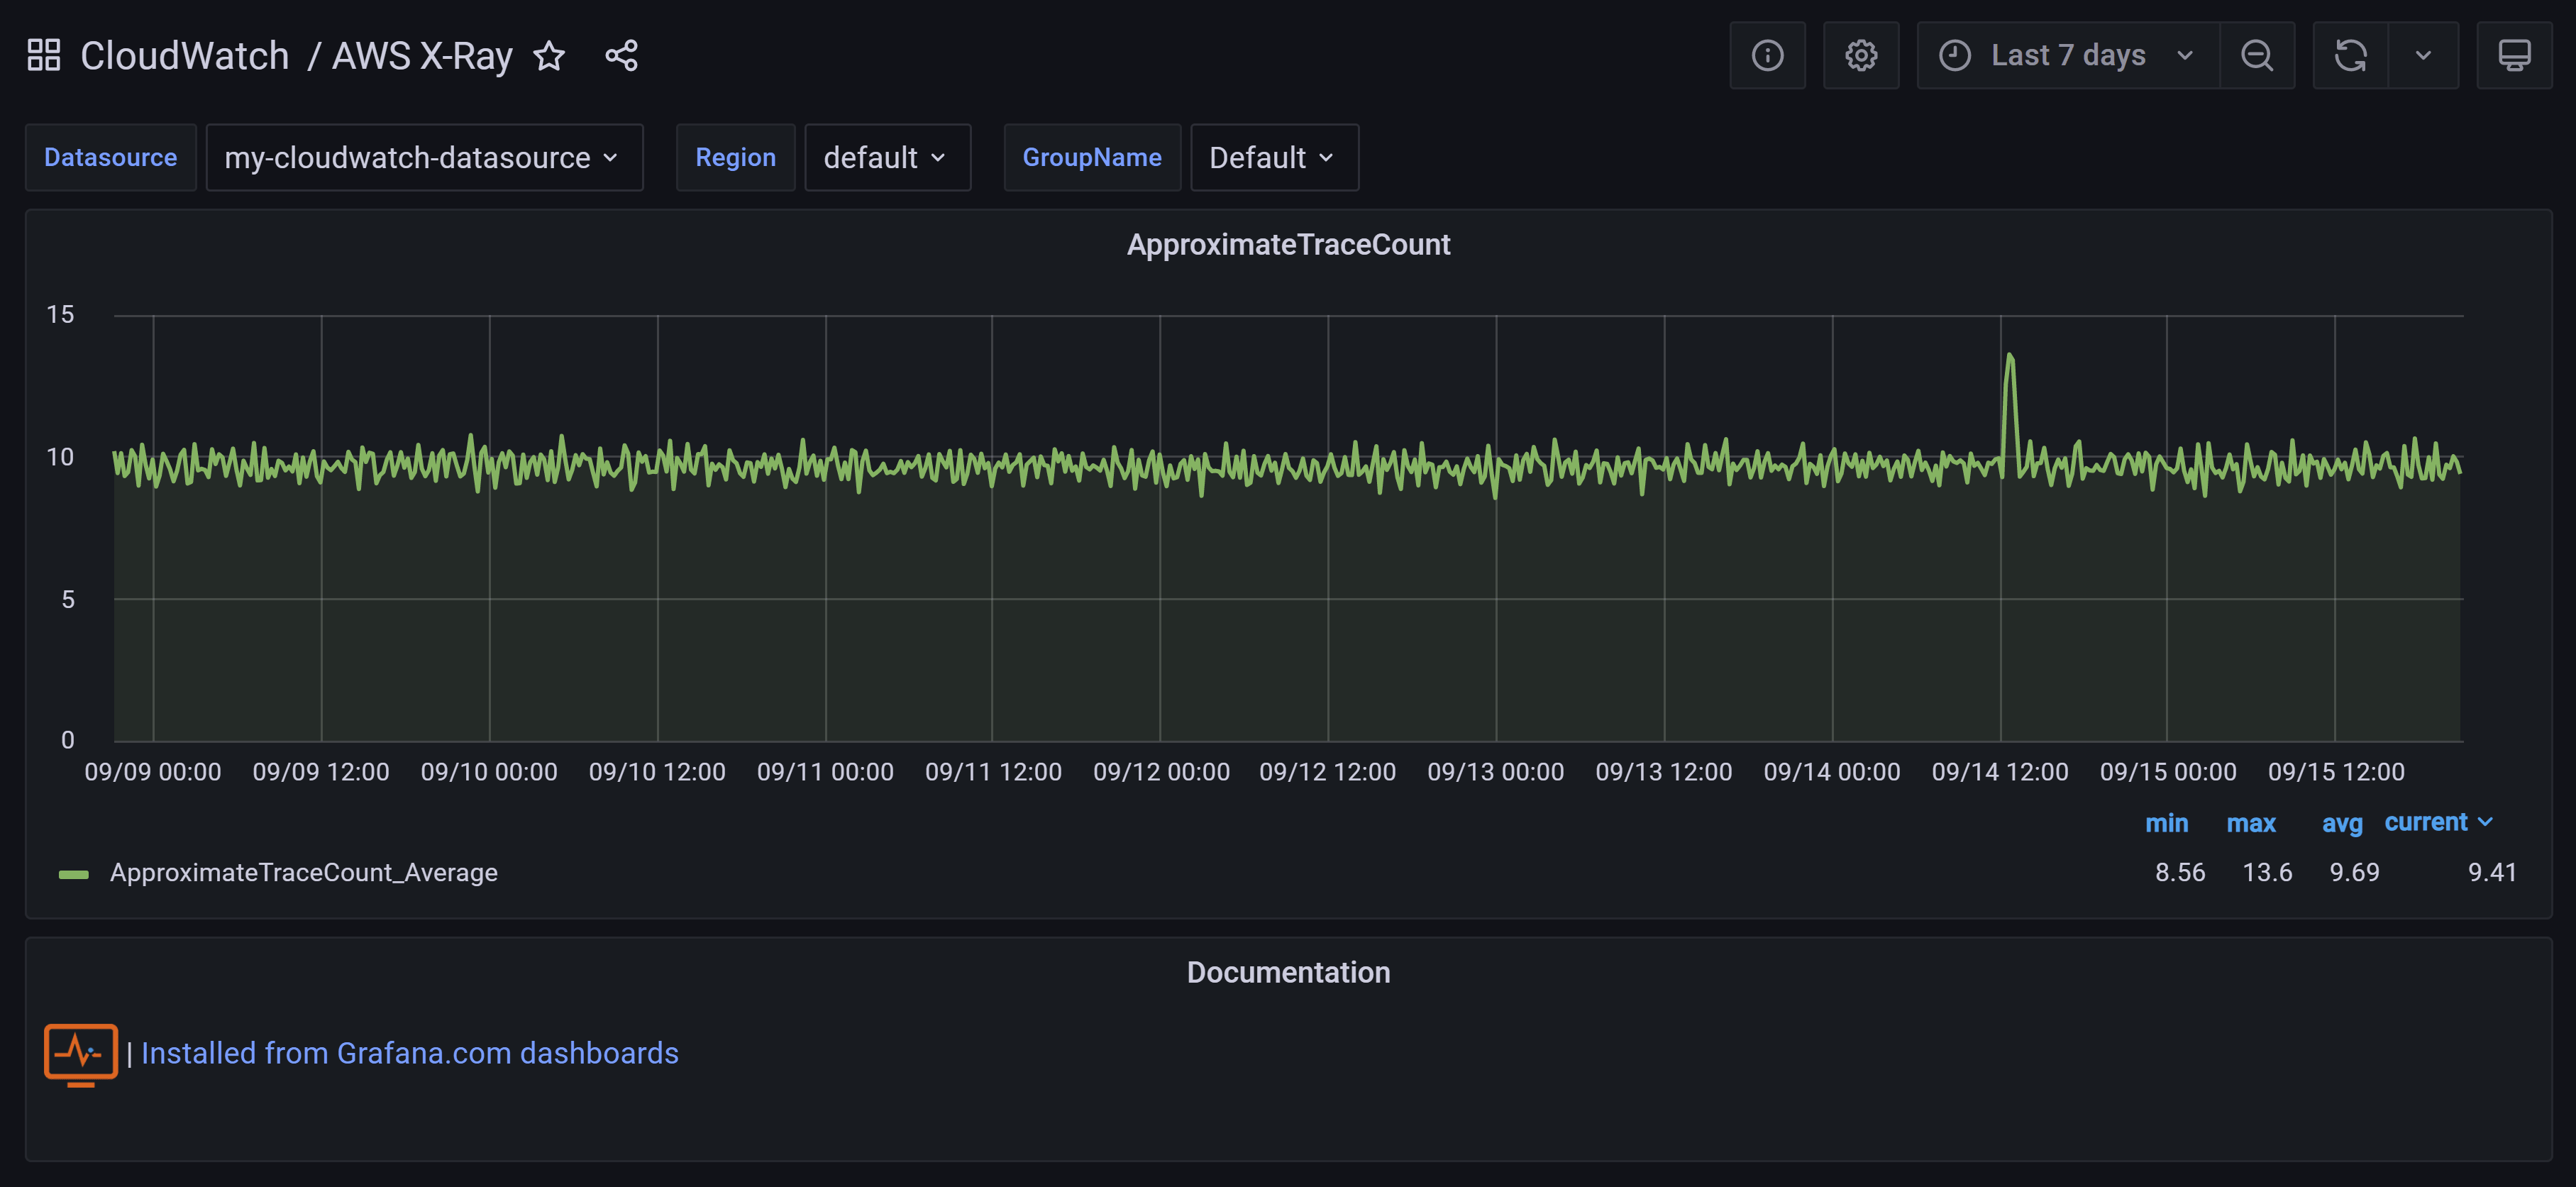 CloudWatch / AWS X-Ray Last 7 days
Datasource my-cloudwatch-datasource Region default GroupName Default
ApproximateTraceCount
15
10
5
0
09/09 00:00 09/09 12:00 09/10 00:00 09/10 12:00 09/11 00:00 09/11 12:00 09/12 00:00 09/12 12:00 09/13 00:00 09/13 12:00 09/14 00:00 09/14 12:00 09/15 00:00 09/15 12:00
min max avg current
ApproximateTraceCount_Average 8.56 13.6 9.69 9.41
Documentation
| Installed from Grafana.com dashboards